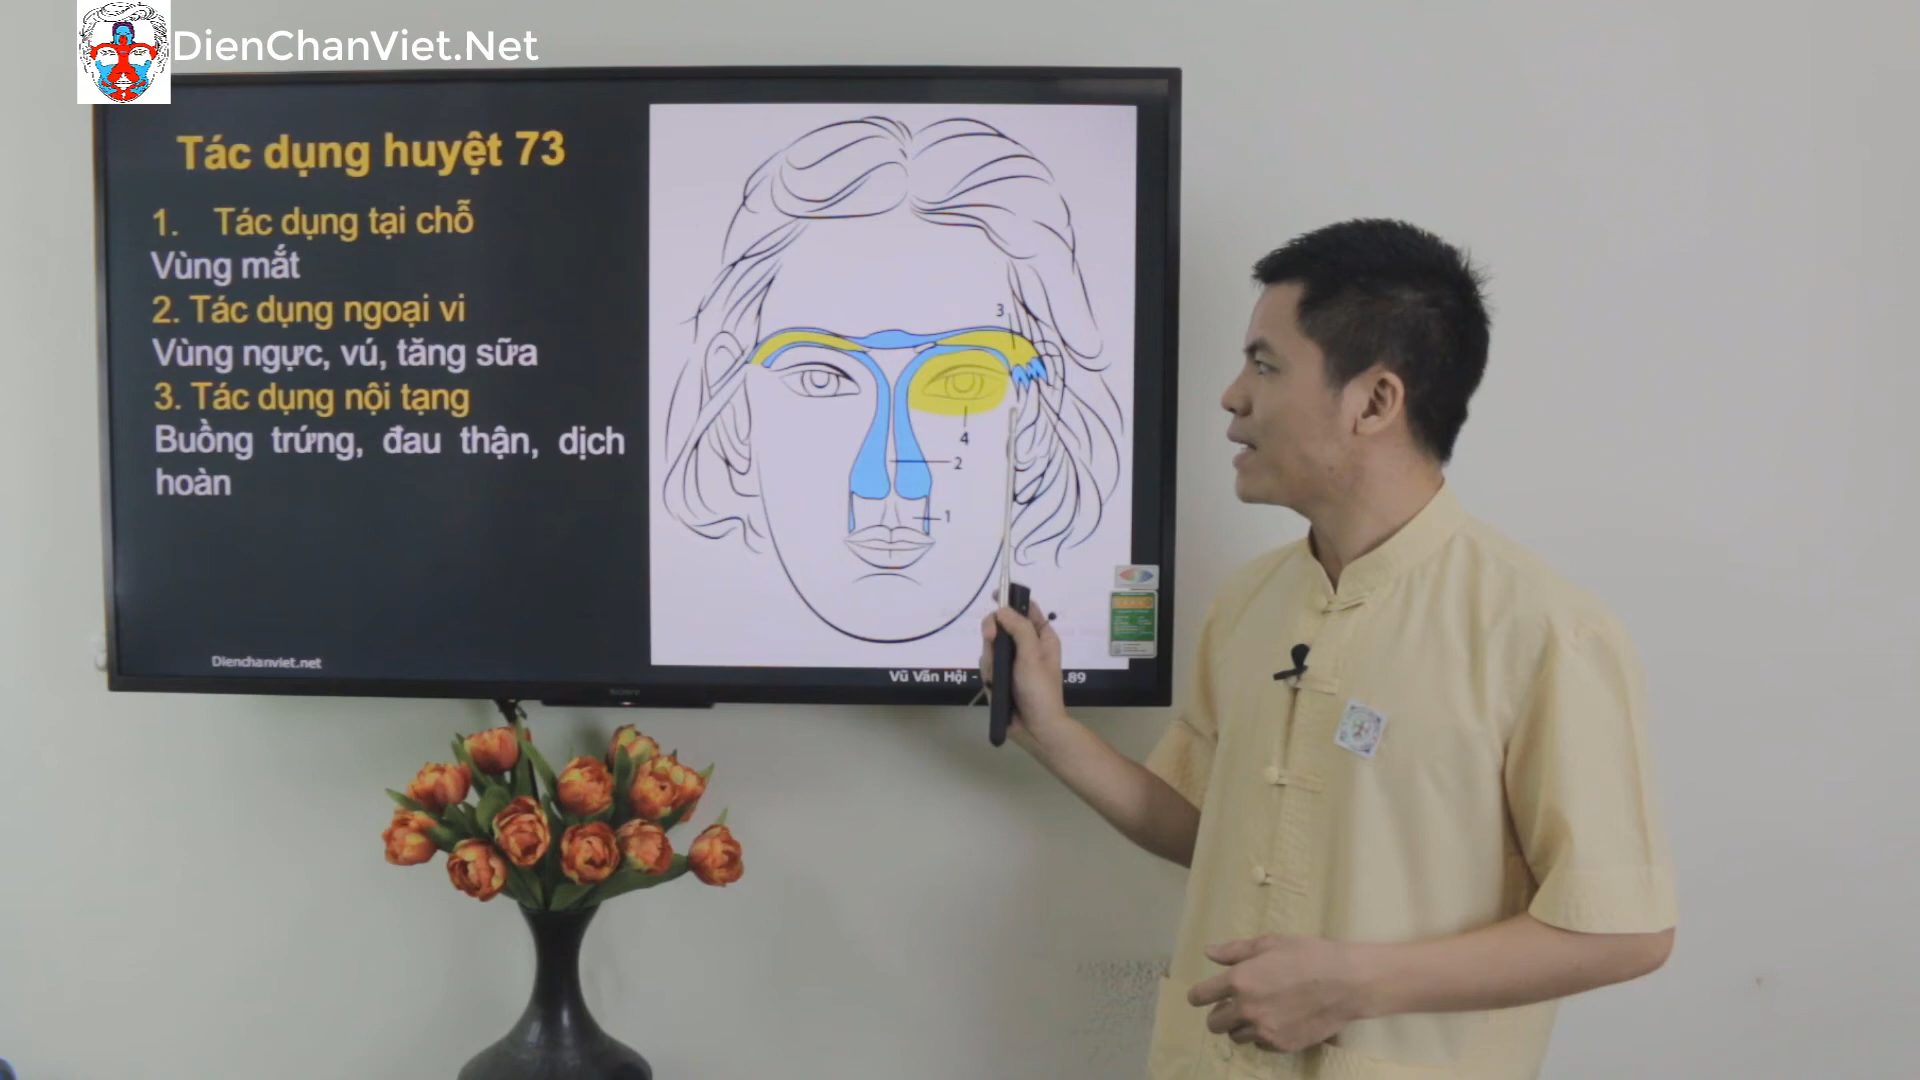 DienChanViet.Net
Tác dụng huyệt 73
1. Tác dụng tại chỗ
Vùng mắt
2. Tác dụng ngoại vi
Vùng ngực, vú, tăng sữa
3. Tác dụng nội tạng
Buồng trứng, đau thận, dịch
hoàn
3
4
2
1
Dienchanviet.net
Vũ Văn Hội -
.89
SONY